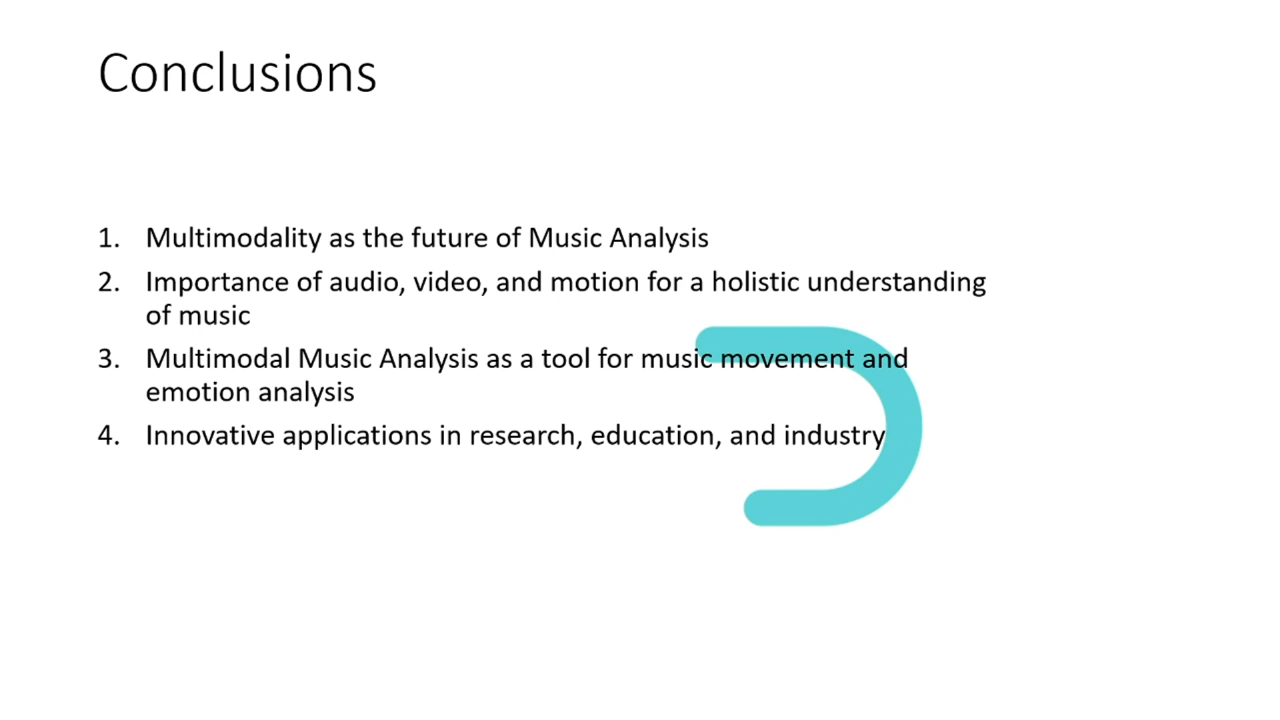 Conclusions
1. Multimodality as the future of Music Analysis
2. Importance of audio, video, and motion for a holistic understanding
of music
3. Multimodal Music Analysis as a tool for music movement and
emotion analysis
4. Innovative applications in research, education, and industry